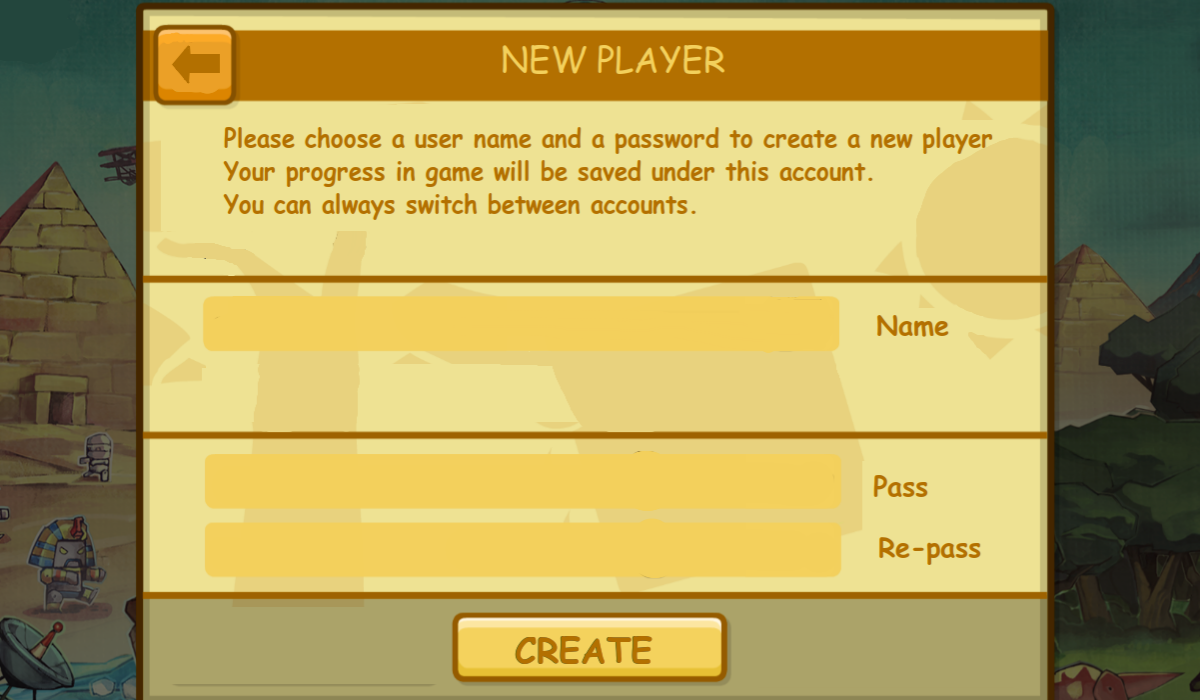 NEW PLAYER
Please choose a user name and a password to create a new player
Your progress in game will be saved under this account.
You can always switch between accounts.
Name
Pass
Re-pass
CREATE